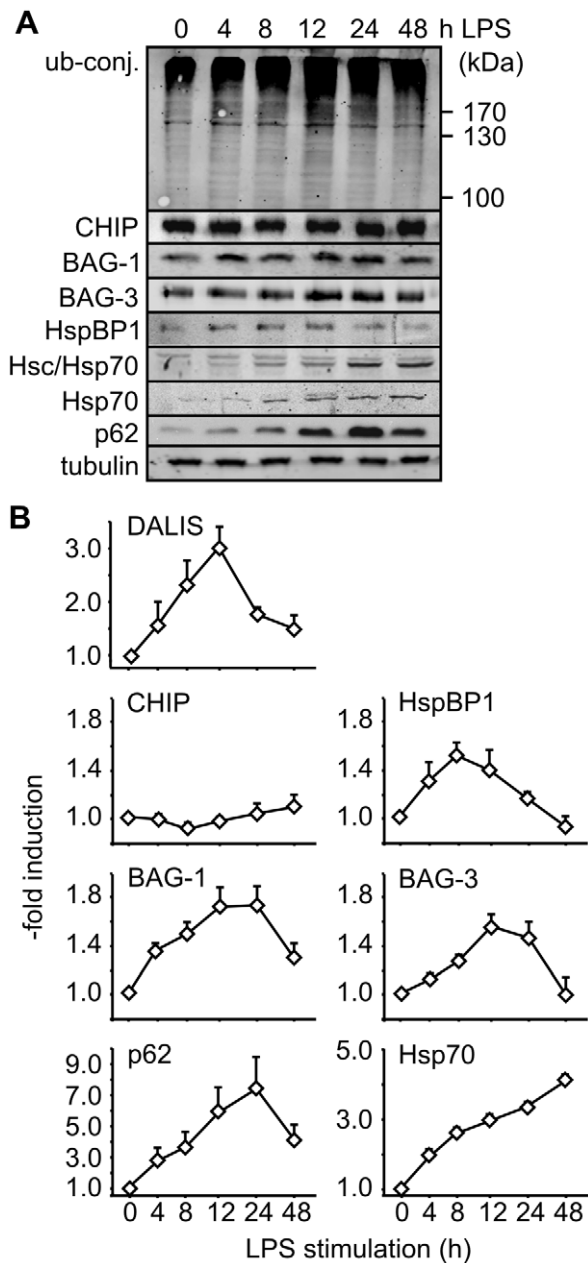 A
0 4 8 12 24 48 h LPS
ub-conj. (kDa)
170
130
100
CHIP
BAG-1
BAG-3
HspBP1
Hsc/Hsp70
Hsp70
p62
tubulin
B
DALIS
3.0
2.0
1.0
CHIP
1.8
1.4
1.0
HspBP1
1.8
1.4
1.0
-fold induction
BAG-1
1.8
1.4
1.0
BAG-3
1.8
1.4
1.0
p62
9.0
7.0
5.0
3.0
1.0
0 4 8 12 24 48
Hsp70
5.0
3.0
1.0
0 4 8 12 24 48
LPS stimulation (h)